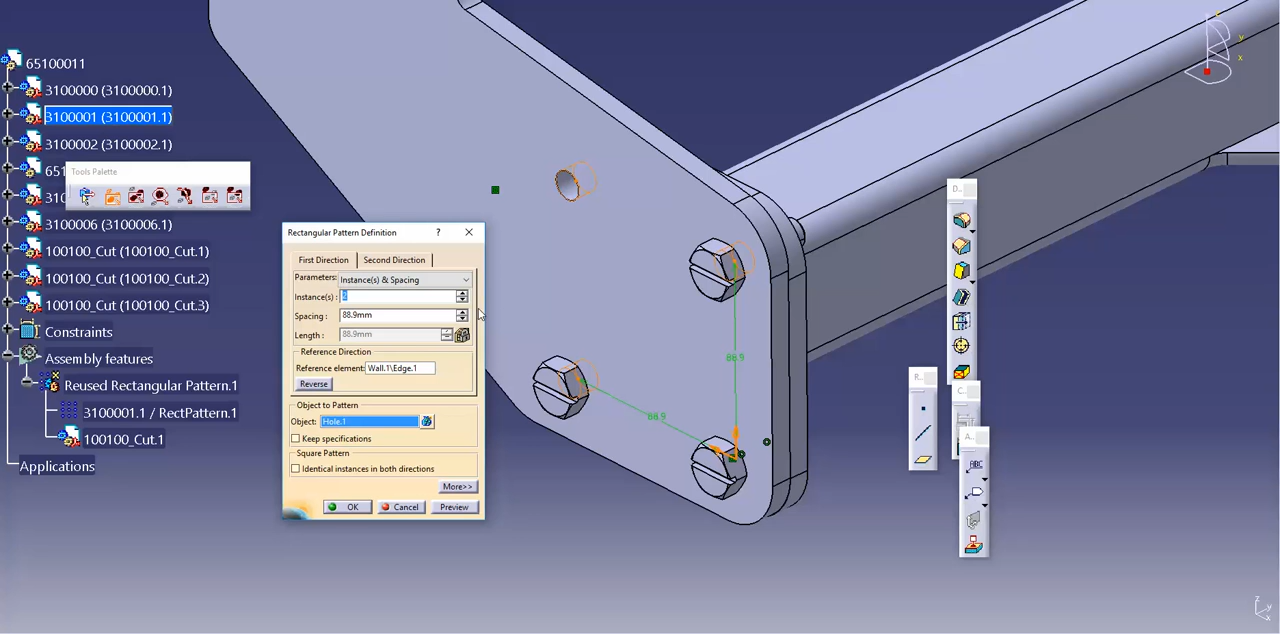 65100011
3100000 (3100000.1)
3100001 (3100001.1)
3100002 (3100002.1)
651
Tools Palette
310
3100006 (3100006.1)
100100_Cut (100100_Cut.1)
100100_Cut (100100_Cut.2)
100100_Cut (100100_Cut.3)
Constraints
Assembly features
Reused Rectangular Pattern.1
3100001.1 / RectPattern.1
100100_Cut.1
Applications
Rectangular Pattern Definition ?
First Direction Second Direction
Parameters: Instance(s) & Spacing
Instance(s) : 2
Spacing : 88.9mm
Length : 88.9mm
Reference Direction
Reference element: Wall.1\Edge.1
Reverse
Object to Pattern
Object: Hole.1
Keep specifications
Square Pattern
Identical instances in both directions
More>>
OK Cancel Preview
88.9
88.9
D..
R...
C..
A...
ABC
y
x
z
y
x